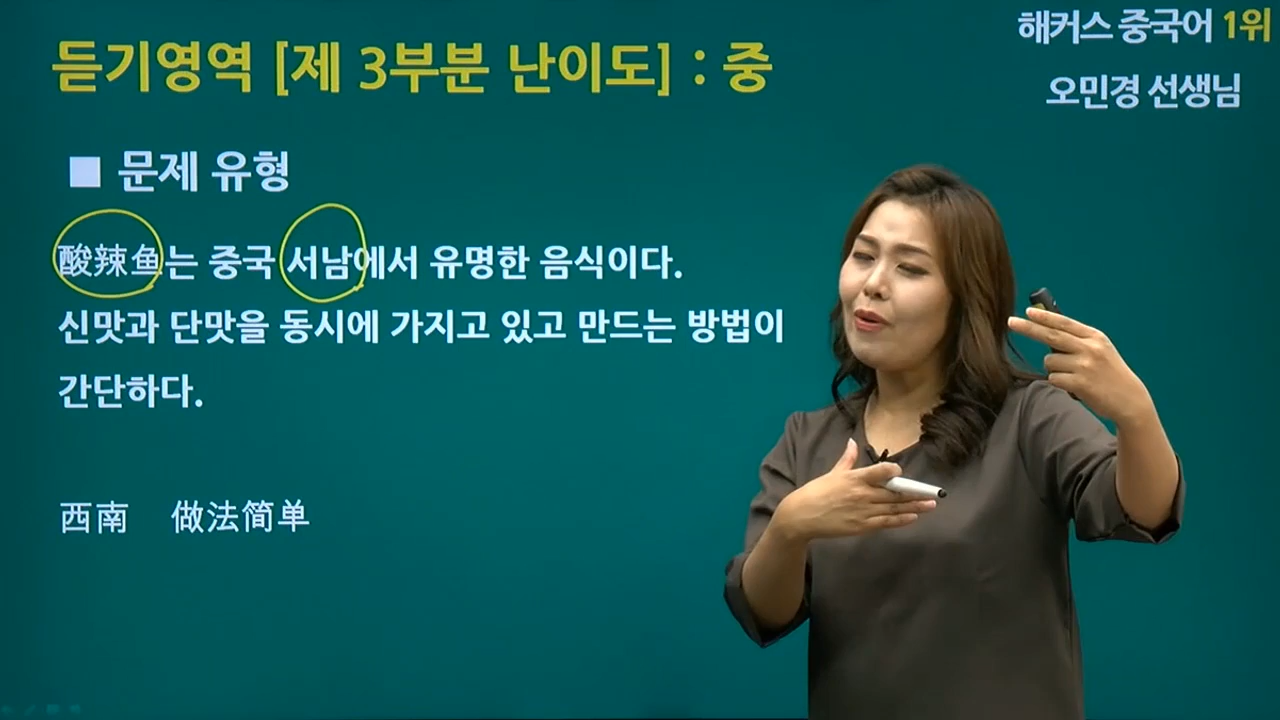 듣기영역 [제 3부분 난이도] : 중
해커스 중국어 1위
오민경 선생님
■ 문제 유형
酸辣鱼는 중국 서남에서 유명한 음식이다.
신맛과 단맛을 동시에 가지고 있고 만드는 방법이
간단하다.
西南 做法简单